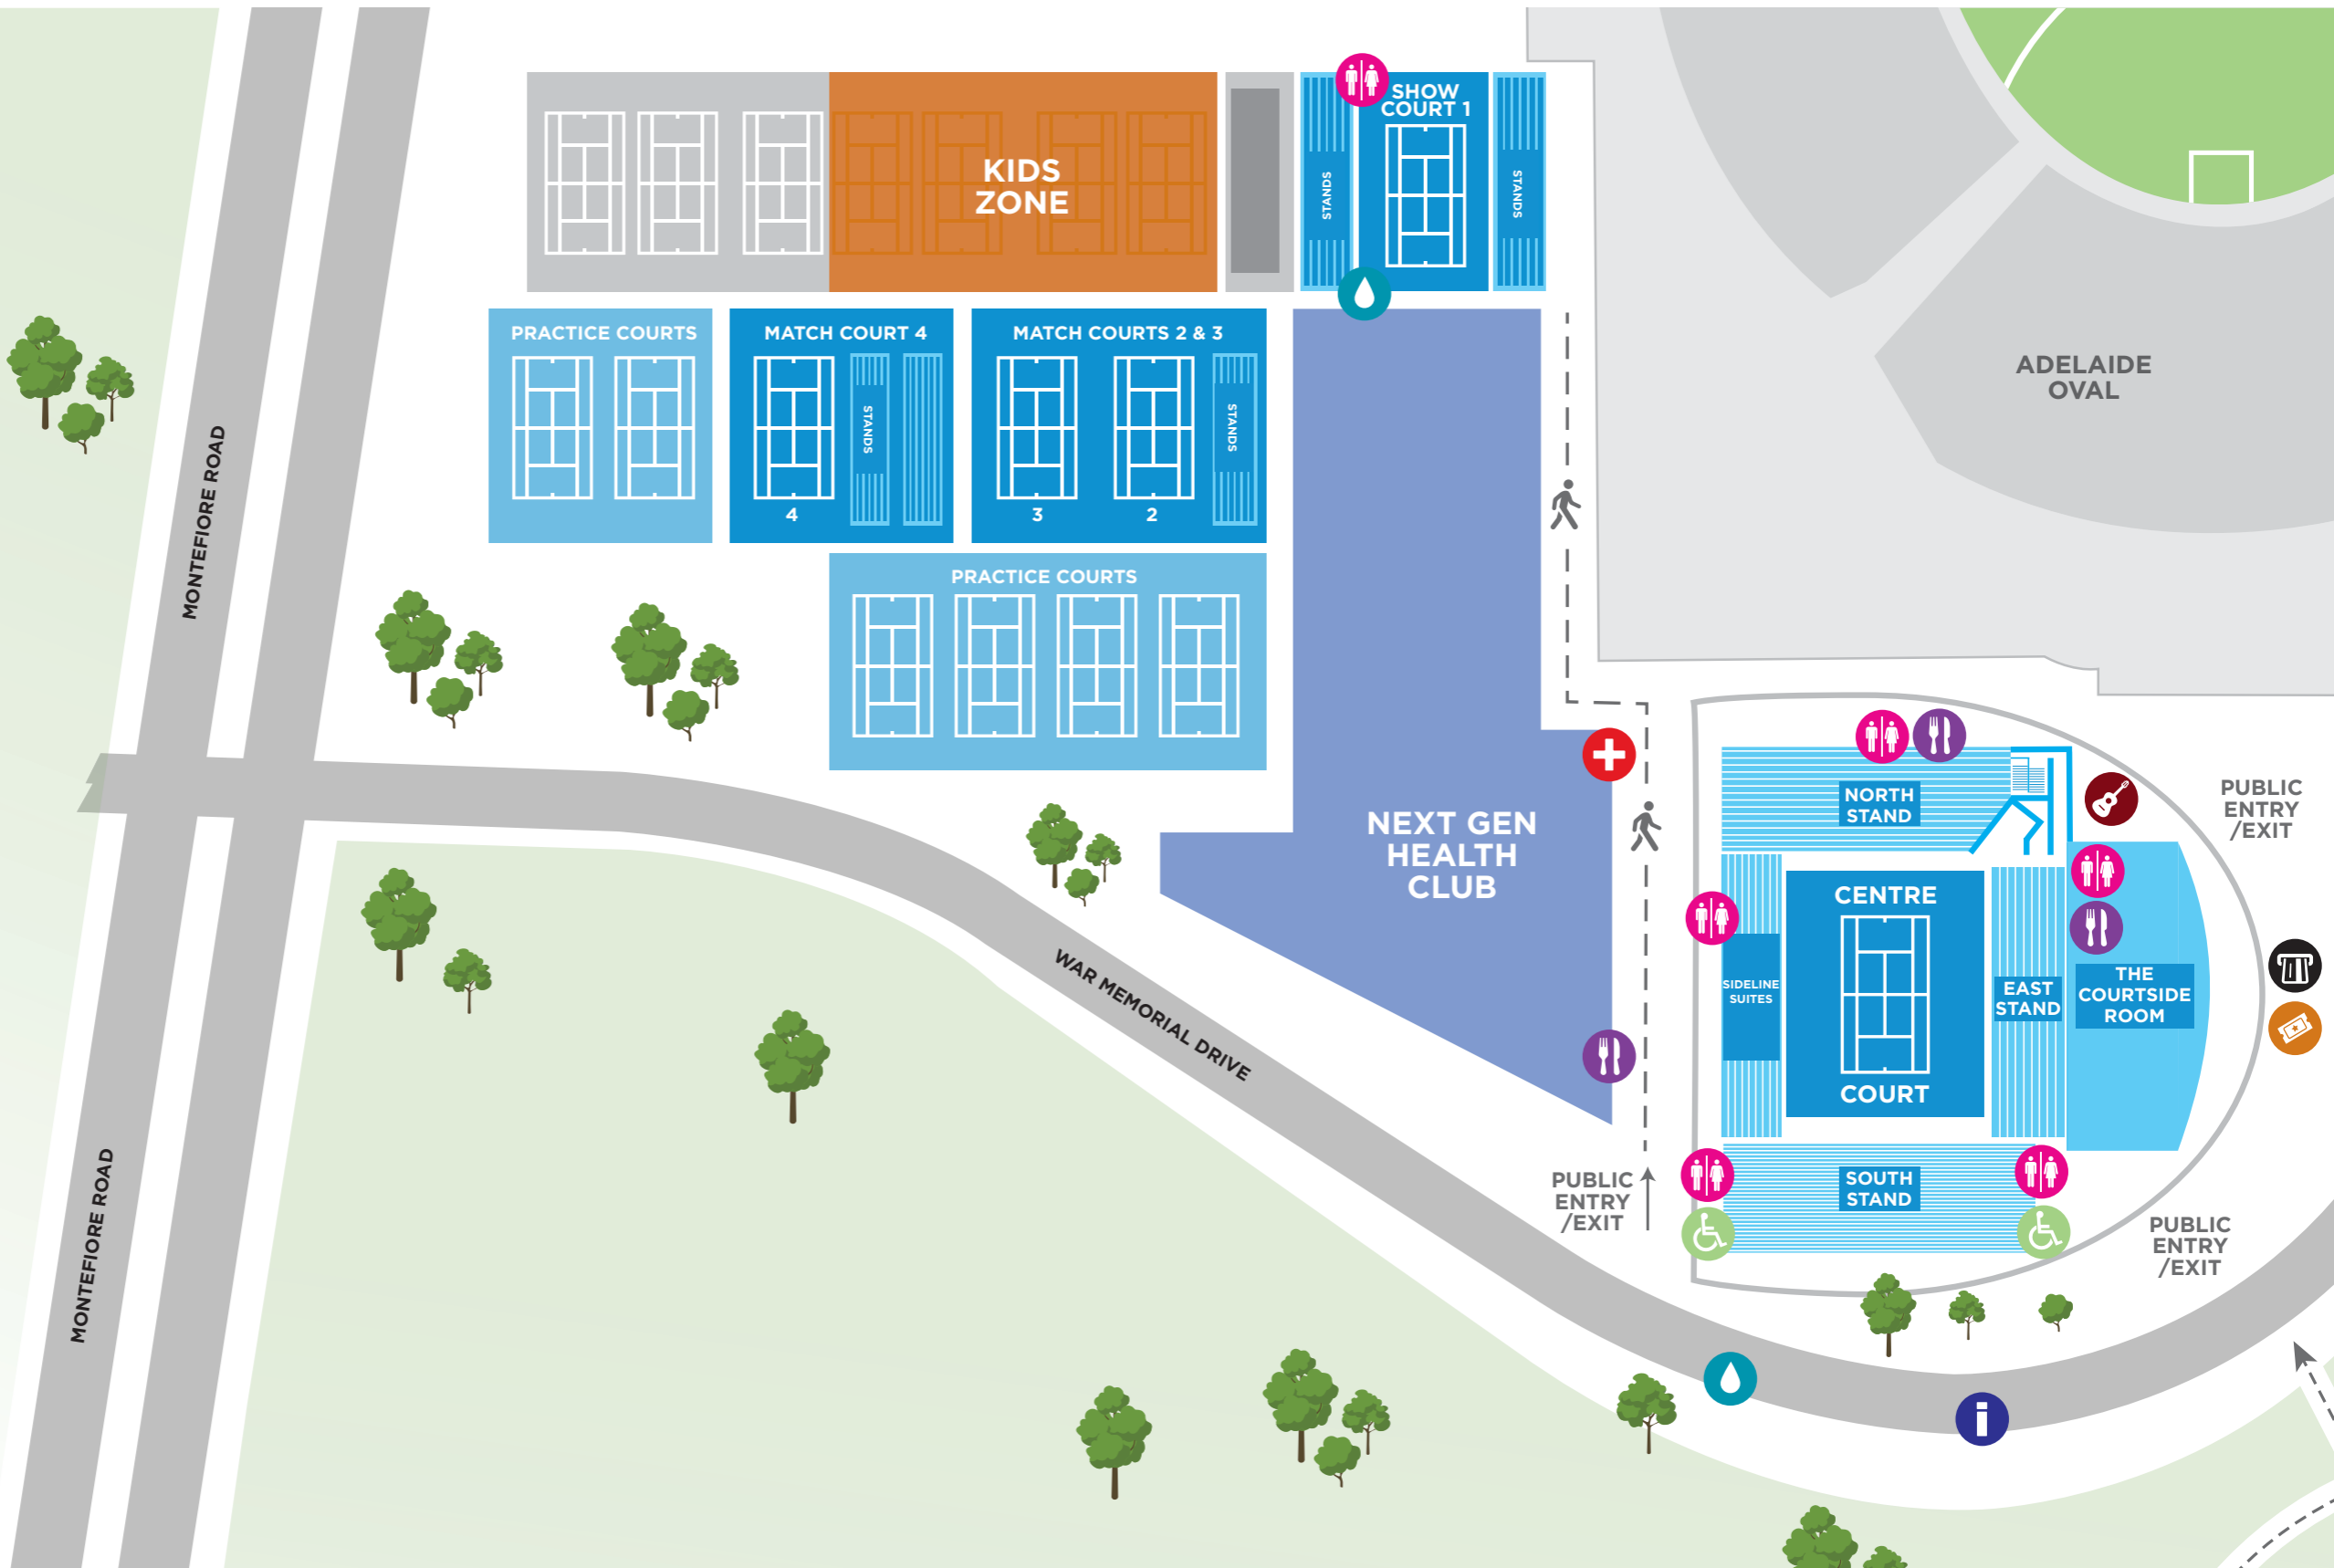 SHOW
COURT 1
STANDS
STANDS
KIDS
ZONE
PRACTICE COURTS
MATCH COURT 4
STANDS
4
MATCH COURTS 2 & 3
STANDS
3
2
ADELAIDE
OVAL
MONTEFIORE ROAD
PRACTICE COURTS
NEXT GEN
HEALTH
CLUB
NORTH
STAND
PUBLIC
ENTRY
/EXIT
CENTRE
COURT
SIDELINE
SUITES
EAST
STAND
THE
COURTSIDE
ROOM
WAR MEMORIAL DRIVE
PUBLIC
ENTRY
/EXIT
SOUTH
STAND
PUBLIC
ENTRY
/EXIT
MONTEFIORE ROAD
i